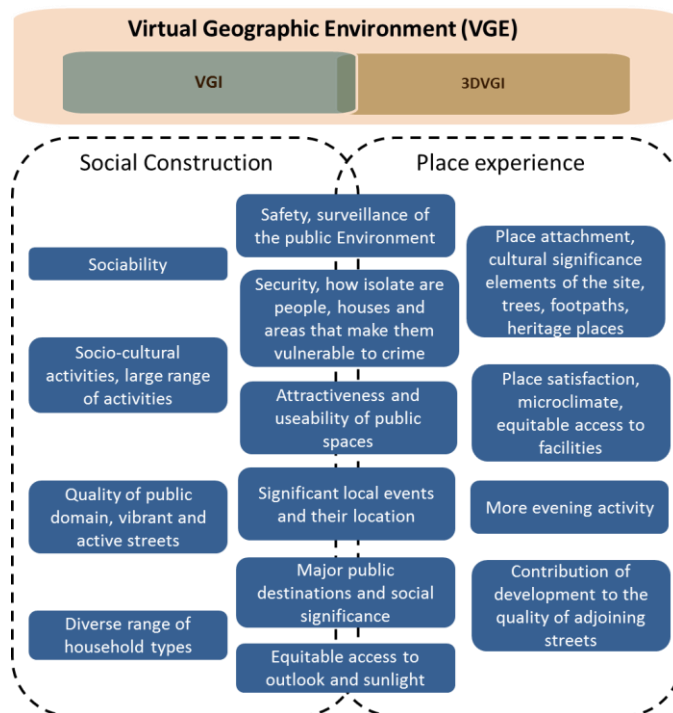 Virtual Geographic Environment (VGE)
VGI
3DVGI
Social Construction
Place experience
Sociability
Socio-cultural
activities, large range
of activities
Quality of public
domain, vibrant and
active streets
Diverse range of
household types
Safety, surveillance of
the public Environment
Security, how isolate are
people, houses and
areas that make them
vulnerable to crime
Attractiveness and
useability of public
spaces
Significant local events
and their location
Major public
destinations and social
significance
Equitable access to
outlook and sunlight
Place attachment,
cultural significance
elements of the site,
trees, footpaths,
heritage places
Place satisfaction,
microclimate,
equitable access to
facilities
More evening activity
Contribution of
development to the
quality of adjoining
streets